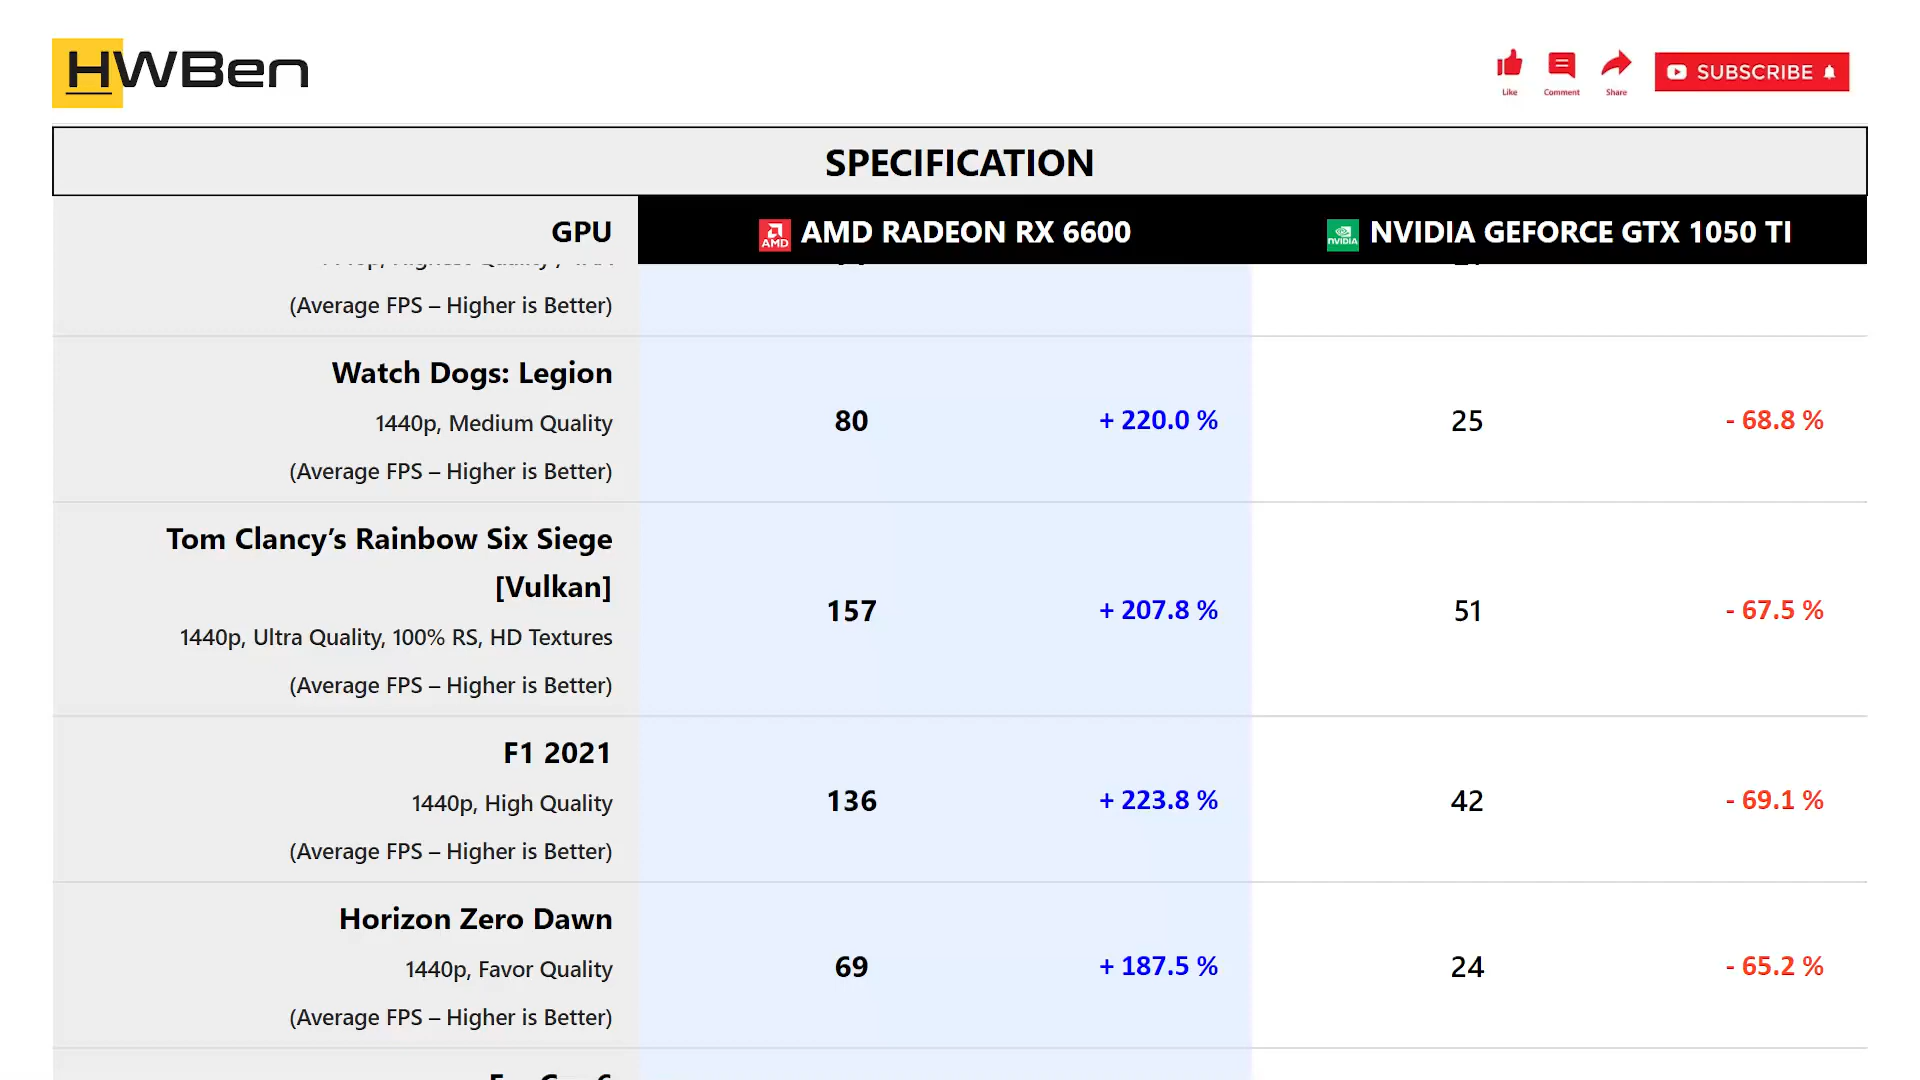 HWBen
Like
Comment
Share
SUBSCRIBE
SPECIFICATION
GPU
AMD
AMD RADEON RX 6600
NVIDIA
NVIDIA GEFORCE GTX 1050 TI
(Average FPS – Higher is Better)
Watch Dogs: Legion
1440p, Medium Quality
(Average FPS – Higher is Better)
80
+ 220.0 %
25
- 68.8 %
Tom Clancy’s Rainbow Six Siege
[Vulkan]
1440p, Ultra Quality, 100% RS, HD Textures
(Average FPS – Higher is Better)
157
+ 207.8 %
51
- 67.5 %
F1 2021
1440p, High Quality
(Average FPS – Higher is Better)
136
+ 223.8 %
42
- 69.1 %
Horizon Zero Dawn
1440p, Favor Quality
(Average FPS – Higher is Better)
69
+ 187.5 %
24
- 65.2 %